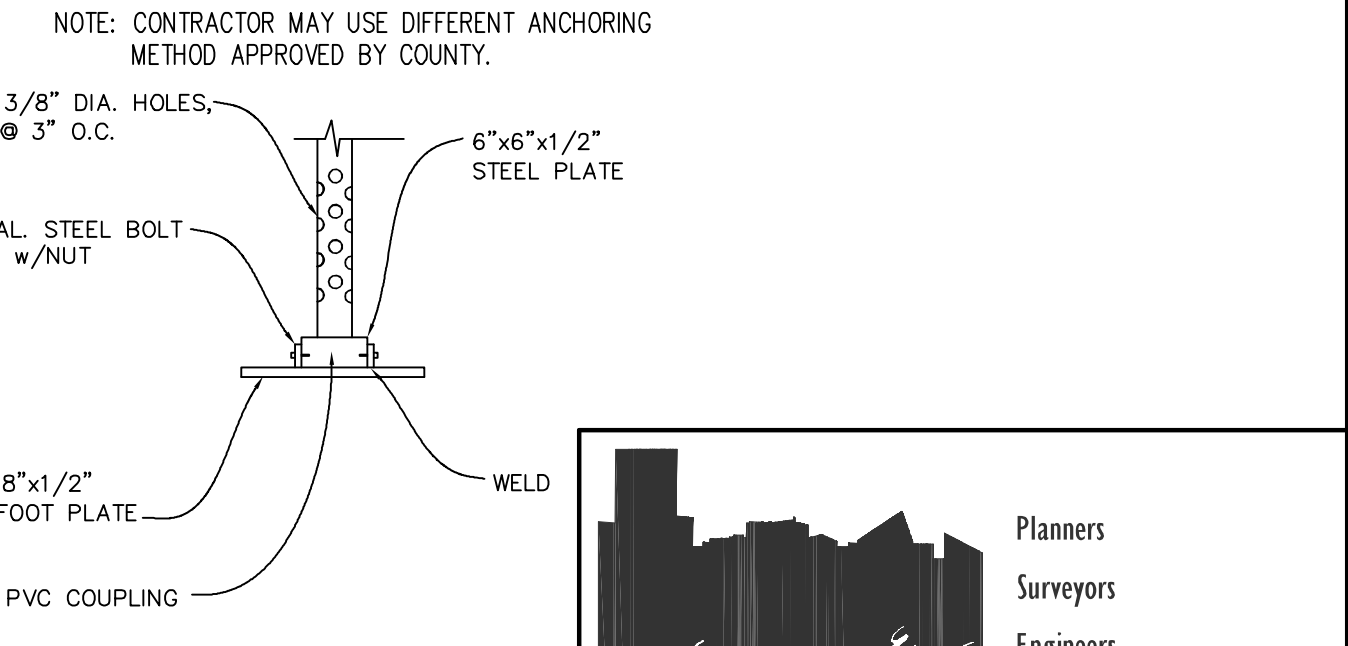 NOTE: CONTRACTOR MAY USE DIFFERENT ANCHORING
METHOD APPROVED BY COUNTY.
3/8" DIA. HOLES,
@ 3" O.C.
6"x6"x1/2"
STEEL PLATE
AL. STEEL BOLT
w/NUT
8"x1/2"
FOOT PLATE
WELD
PVC COUPLING
Planners
Surveyors
Engineers